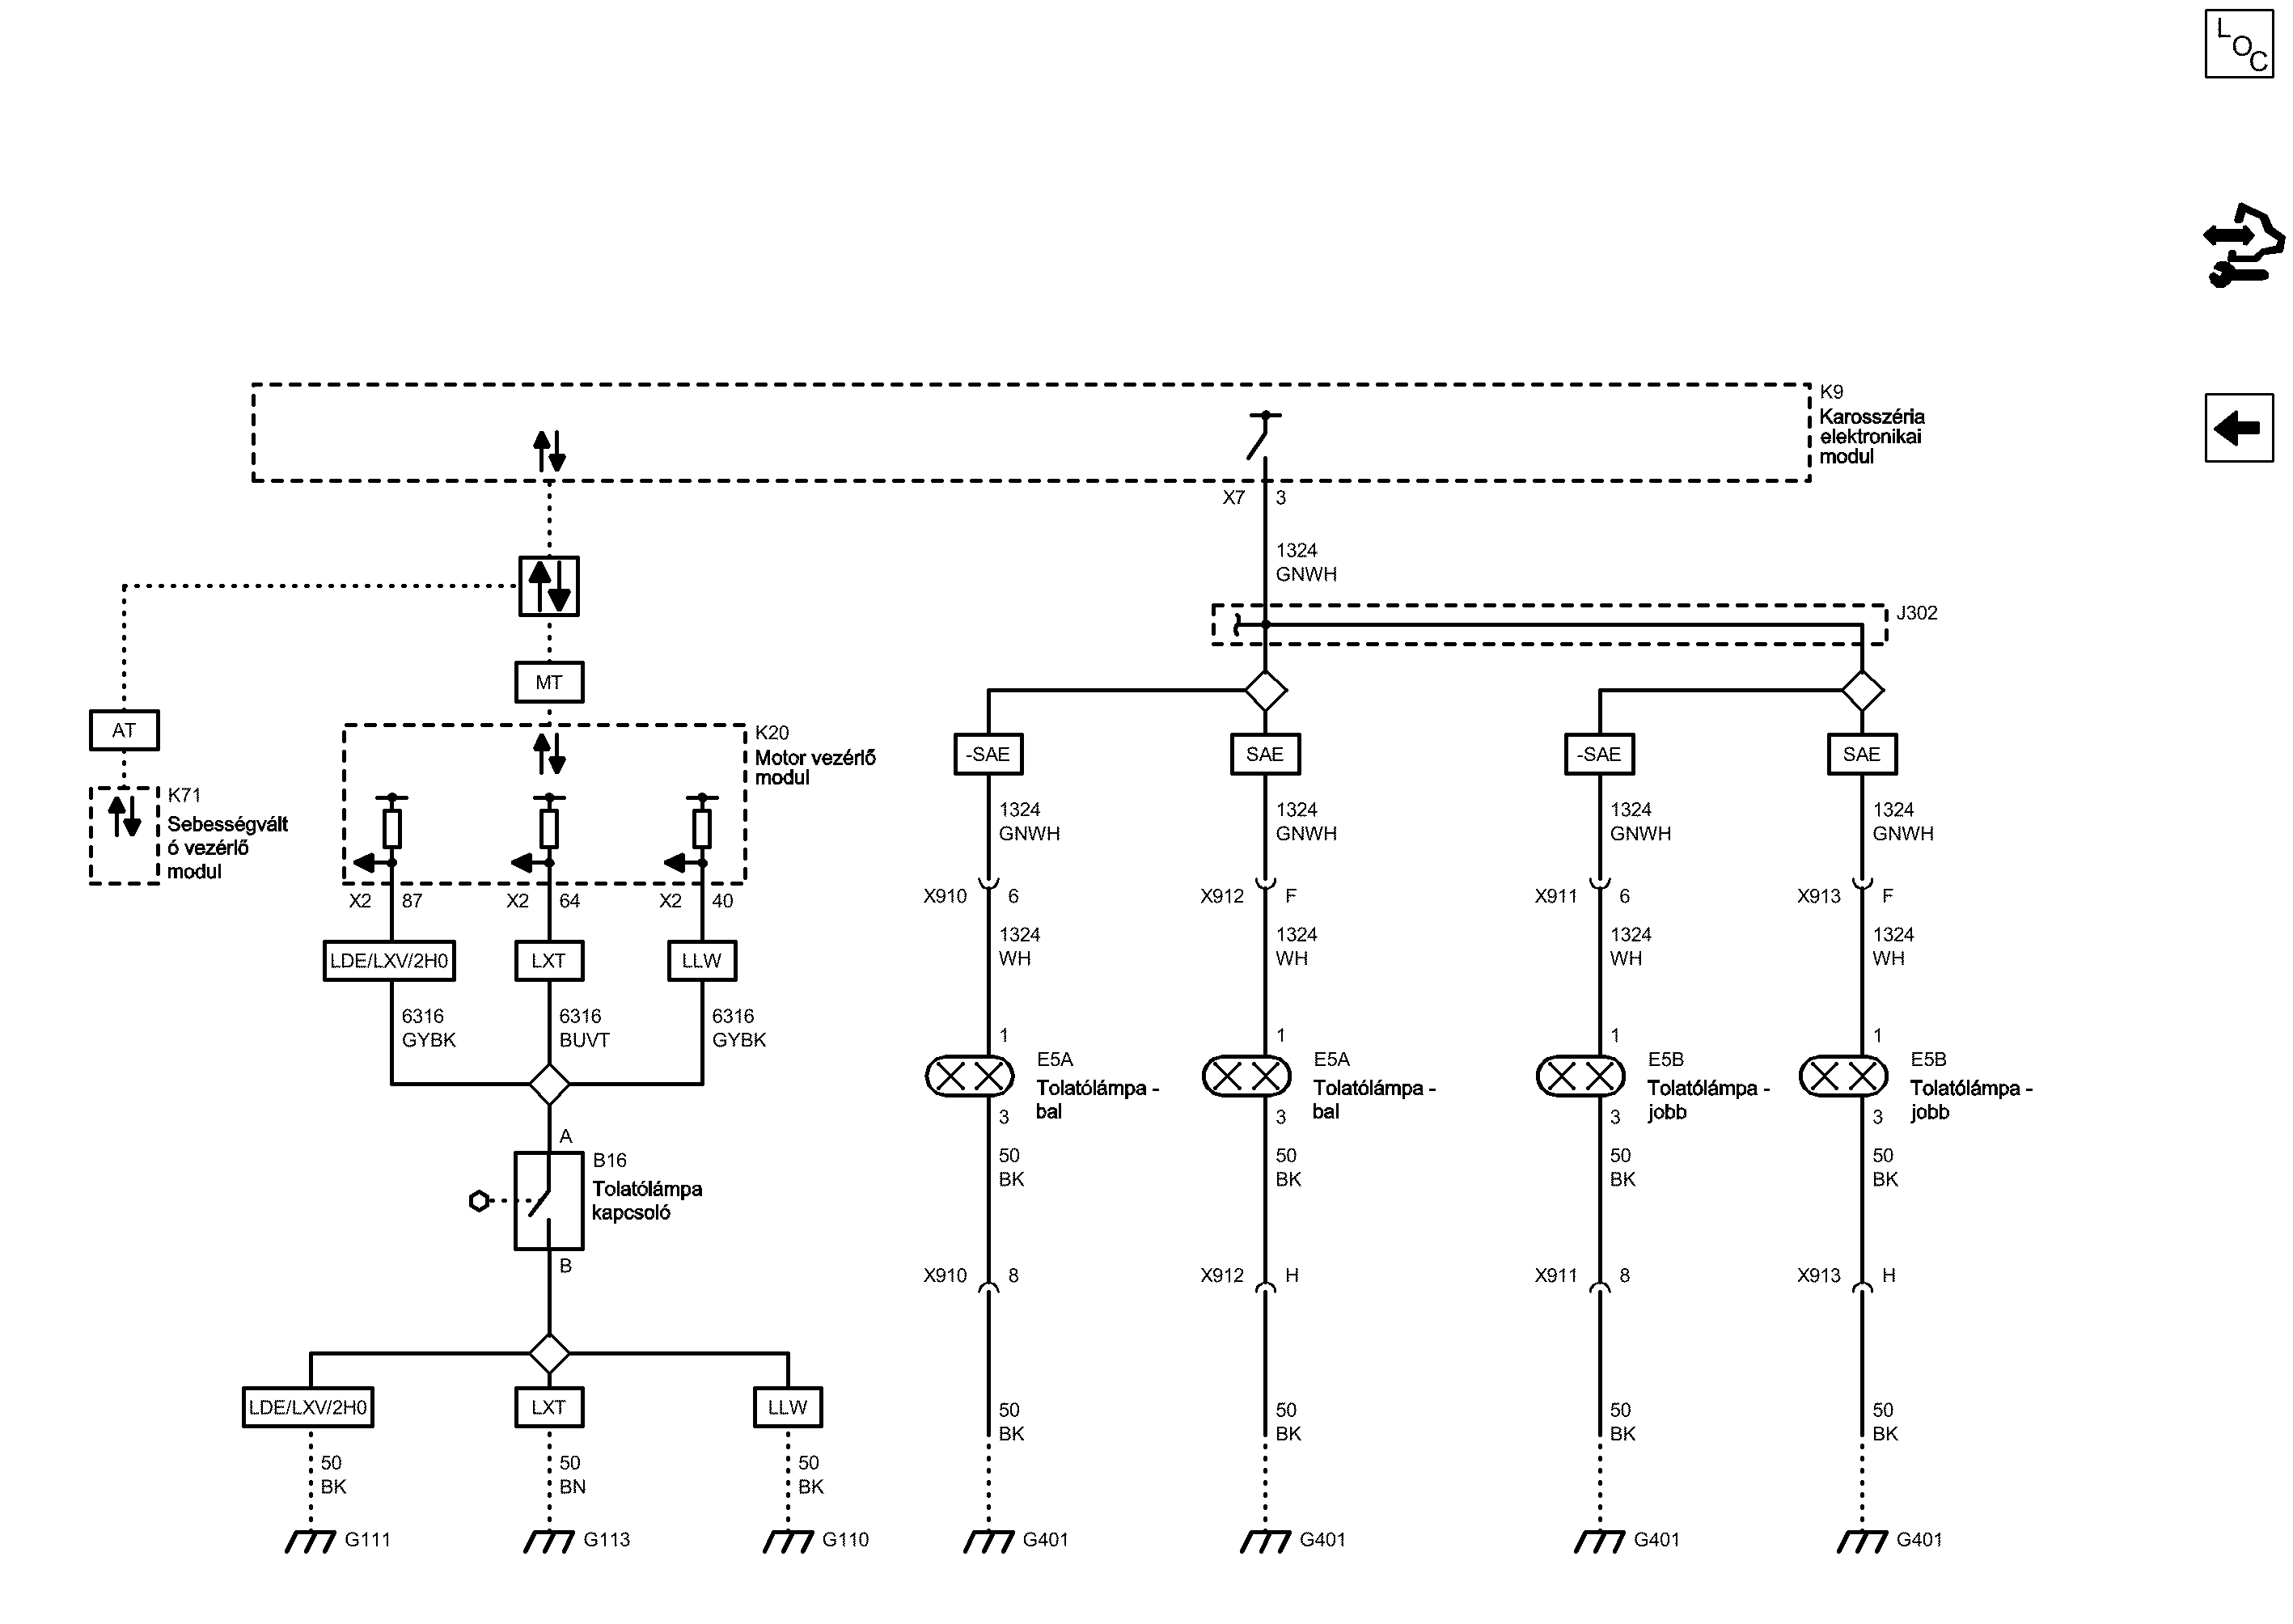 LOC
K9
Karosszéria
elektronikai
modul
X7 3
1324
GNWH
J302
MT
AT
K71
Sebességvált
ó vezérlő
modul
K20
Motor vezérlő
modul
X2 87
X2 64
X2 40
LDE/LXV/2H0
LXT
LLW
6316
GYBK
6316
BUVT
6316
GYBK
A
B16
Tolatólámpa
kapcsoló
B
LDE/LXV/2H0
LXT
LLW
50
BK
50
BN
50
BK
G111
G113
G110
-SAE
1324
GNWH
X910 6
1324
WH
1
E5A
Tolatólámpa -
bal
3
50
BK
X910 8
50
BK
G401
SAE
1324
GNWH
X912 F
1324
WH
1
E5A
Tolatólámpa -
bal
3
50
BK
X912 H
50
BK
G401
-SAE
1324
GNWH
X911 6
1324
WH
1
E5B
Tolatólámpa -
jobb
3
50
BK
X911 8
50
BK
G401
SAE
1324
GNWH
X913 F
1324
WH
1
E5B
Tolatólámpa -
jobb
3
50
BK
X913 H
50
BK
G401